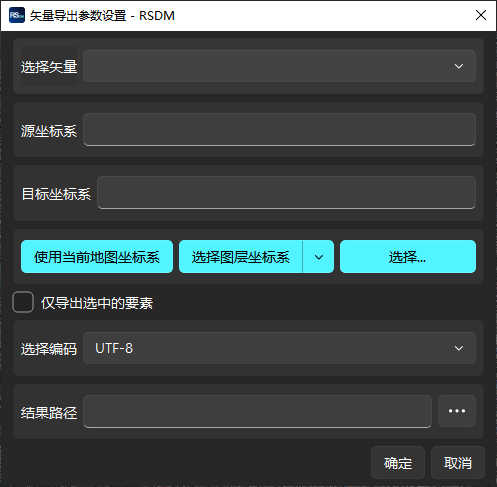 矢量导出参数设置 - RSDM
选择矢量
源坐标系
目标坐标系
使用当前地图坐标系 选择图层坐标系 选择...
仅导出选中的要素
选择编码 UTF-8
结果路径 ...
确定 取消